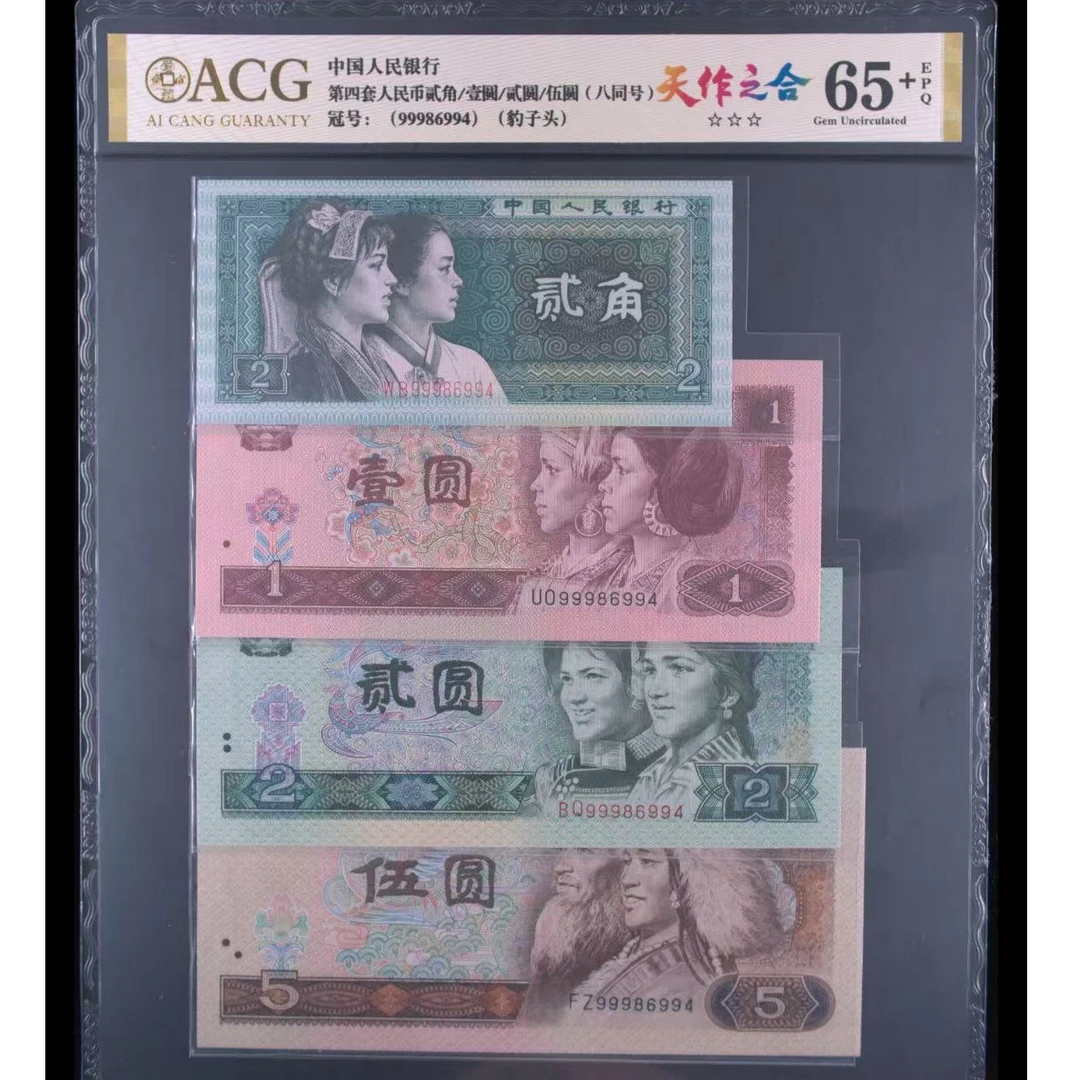 ACG
AI CANG GUARANTY
中国人民银行
第四套人民币贰角/壹圆/贰圆/伍圆（八同号）
冠号：（99986994）（豹子头）
天作之合
☆☆☆
65+
EPQ
Gem Uncirculated
中国人民银行
贰角
2
2
WB99986994
1
壹圆
1
UO99986994
1
贰圆
2
BQ99986994
2
伍圆
5
FZ99986994
5